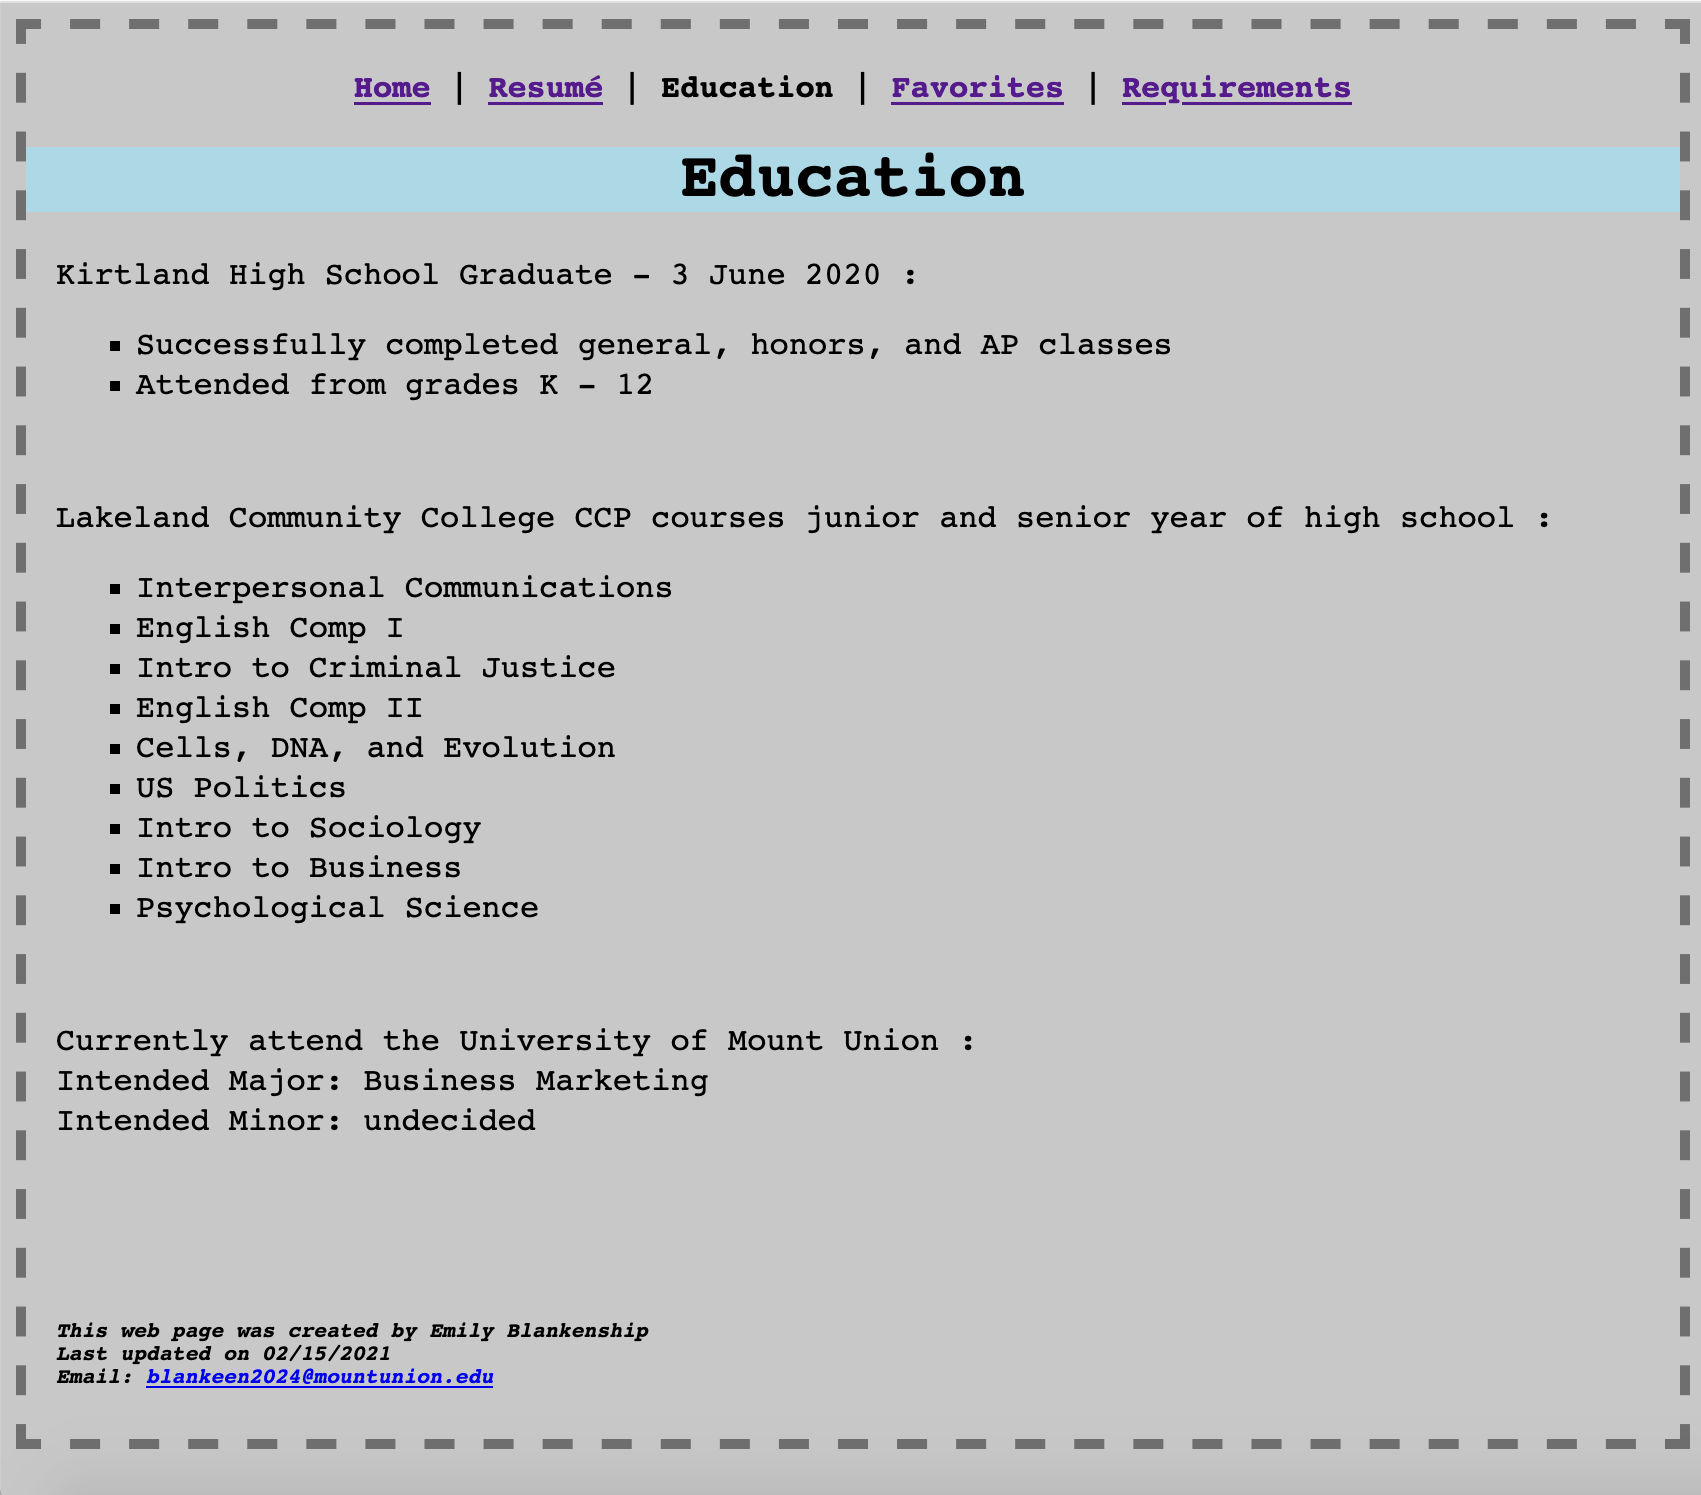 Home | Resumé | Education | Favorites | Requirements
Education
Kirtland High School Graduate - 3 June 2020 :
Successfully completed general, honors, and AP classes
Attended from grades K - 12
Lakeland Community College CCP courses junior and senior year of high school :
Interpersonal Communications
English Comp I
Intro to Criminal Justice
English Comp II
Cells, DNA, and Evolution
US Politics
Intro to Sociology
Intro to Business
Psychological Science
Currently attend the University of Mount Union :
Intended Major: Business Marketing
Intended Minor: undecided
This web page was created by Emily Blankenship
Last updated on 02/15/2021
Email: blankeen2024@mountunion.edu